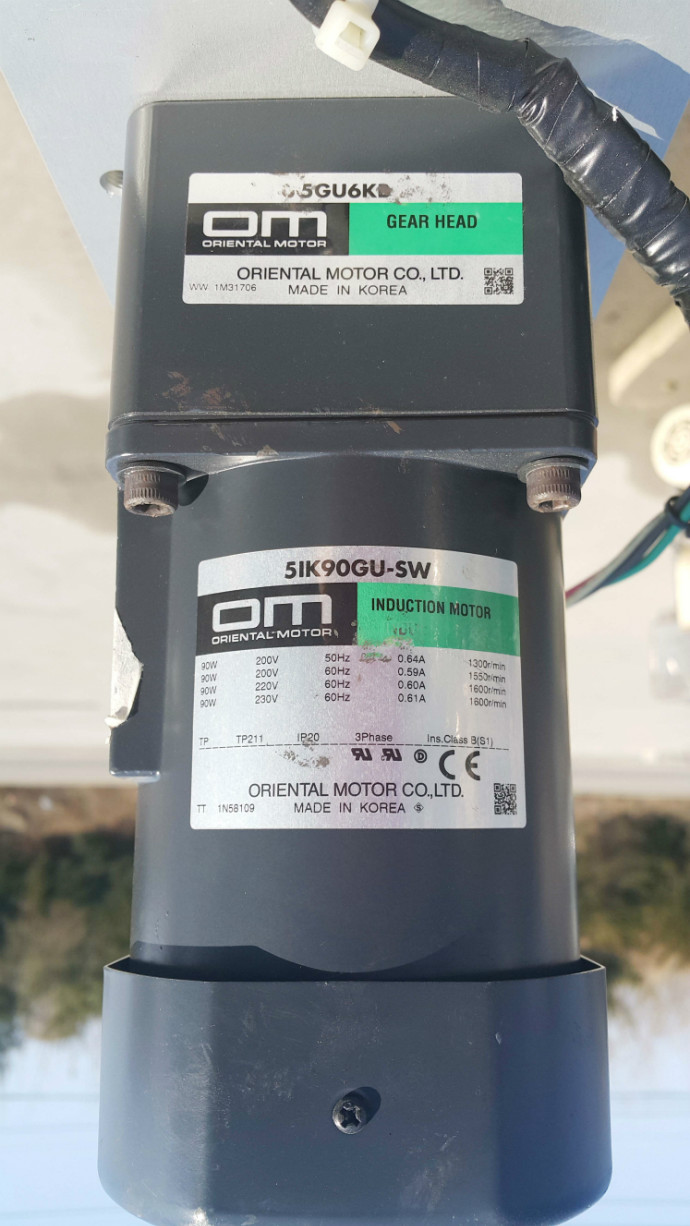 5GU6K
OM
ORIENTAL MOTOR
GEAR HEAD
ORIENTAL MOTOR CO., LTD.
WW 1M31706 MADE IN KOREA
5IK90GU-SW
OM
ORIENTAL MOTOR
INDUCTION MOTOR
90W 200V 50Hz 0.64A 1300r/min
90W 200V 60Hz 0.59A 1550r/min
90W 220V 60Hz 0.60A 1600r/min
90W 230V 60Hz 0.61A 1600r/min
TP TP211 IP20 3Phase Ins.Class B(S1)
CE
ORIENTAL MOTOR CO.,LTD.
TT 1N58109 MADE IN KOREA